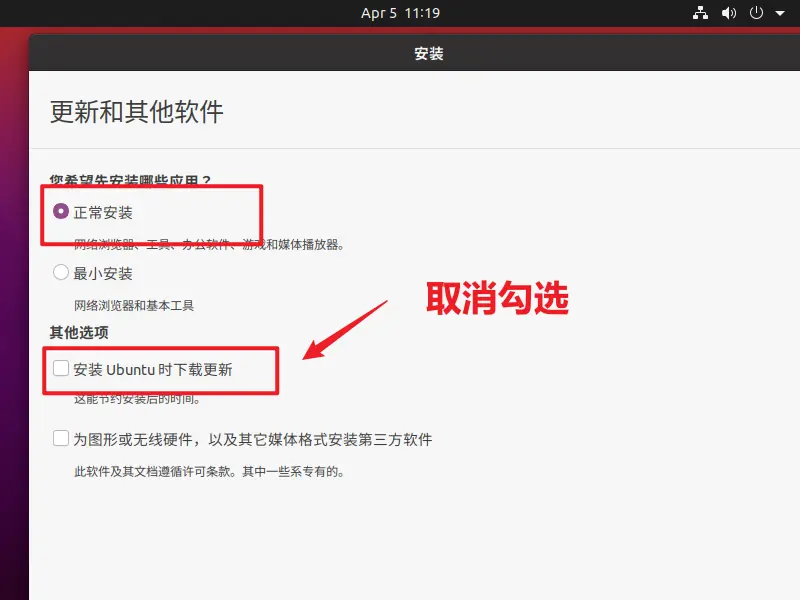 Apr 5 11:19
安装
更新和其他软件
您希望先安装哪些应用？
正常安装
网络浏览器、工具、办公软件、游戏和媒体播放器。
最小安装
网络浏览器和基本工具
取消勾选
其他选项
安装 Ubuntu 时下载更新
这能节约安装后的时间。
为图形或无线硬件，以及其它媒体格式安装第三方软件
此软件及其文档遵循许可条款。其中一些系专有的。